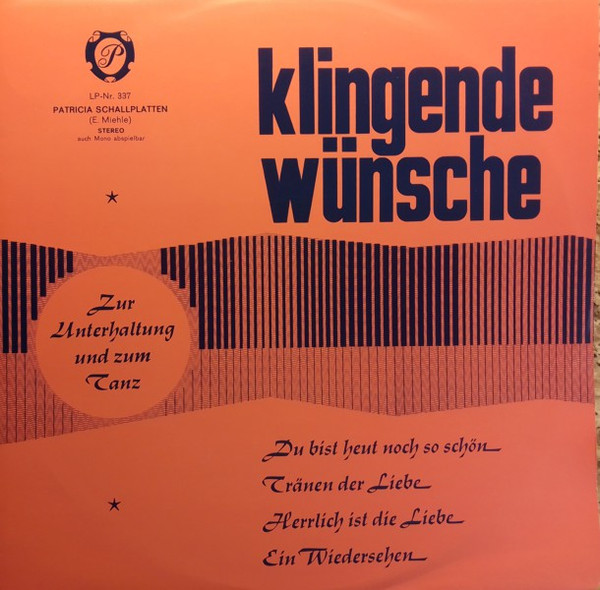 P
LP-Nr. 337
PATRICIA SCHALLPLATTEN
(E. Miehle)
STEREO
auch Mono abspielbar
klingende
wünsche
Zur
Unterhaltung
und zum
Tanz
Du bist heut noch so schön
Tränen der Liebe
Herrlich ist die Liebe
Ein Wiedersehen